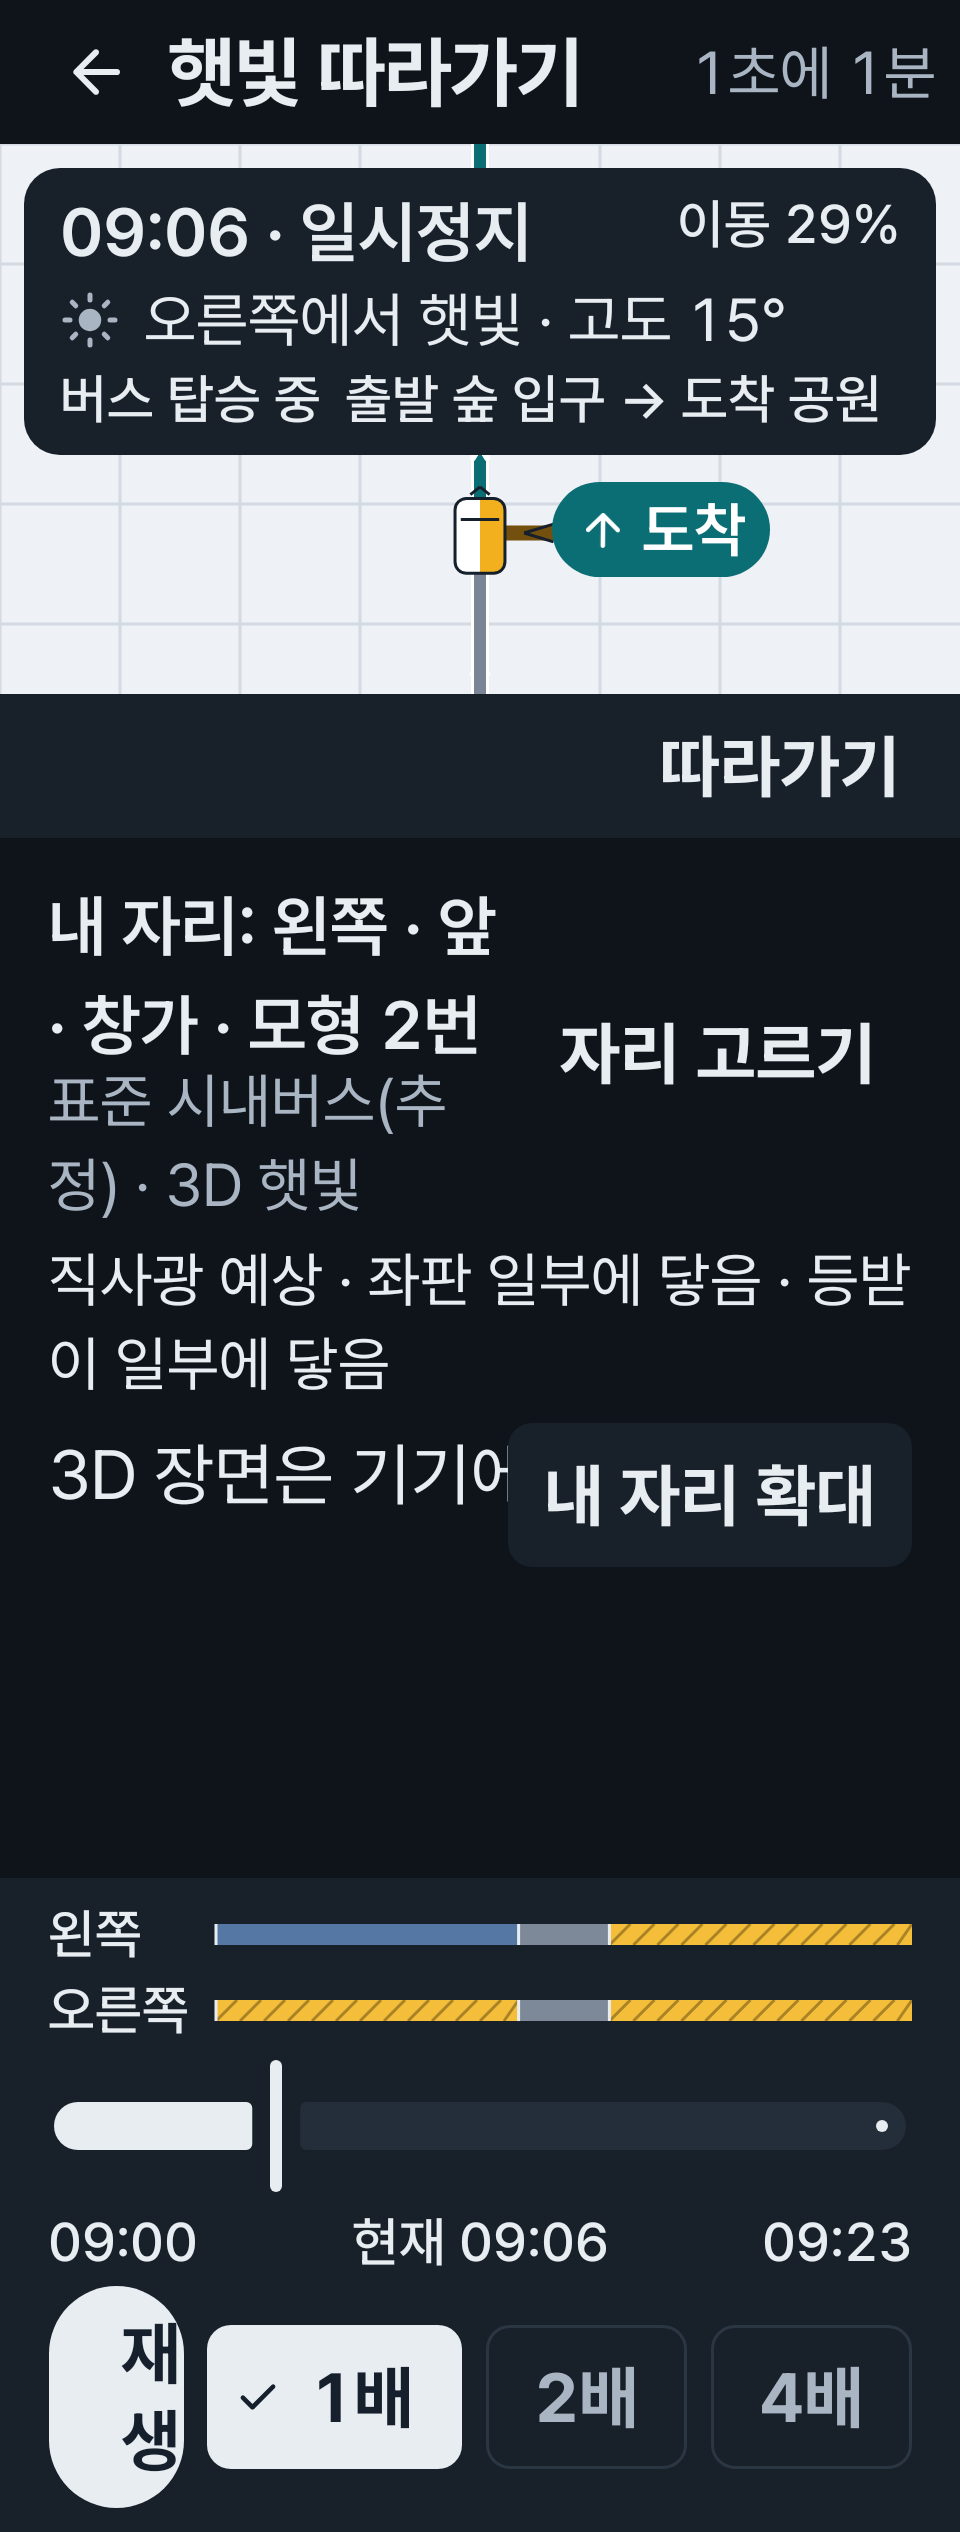 햇빛 따라가기
1초에 1분
09:06 · 일시정지
이동 29%
오른쪽에서 햇빛 · 고도 15°
버스 탑승 중 출발 숲 입구 → 도착 공원
↑ 도착
따라가기
내 자리: 왼쪽 · 앞
· 창가 · 모형 2번
자리 고르기
표준 시내버스(추
정) · 3D 햇빛
직사광 예상 · 좌판 일부에 닿음 · 등받
이 일부에 닿음
3D 장면은 기기에
내 자리 확대
왼쪽
오른쪽
09:00
현재 09:06
09:23
재
생
1배
2배
4배